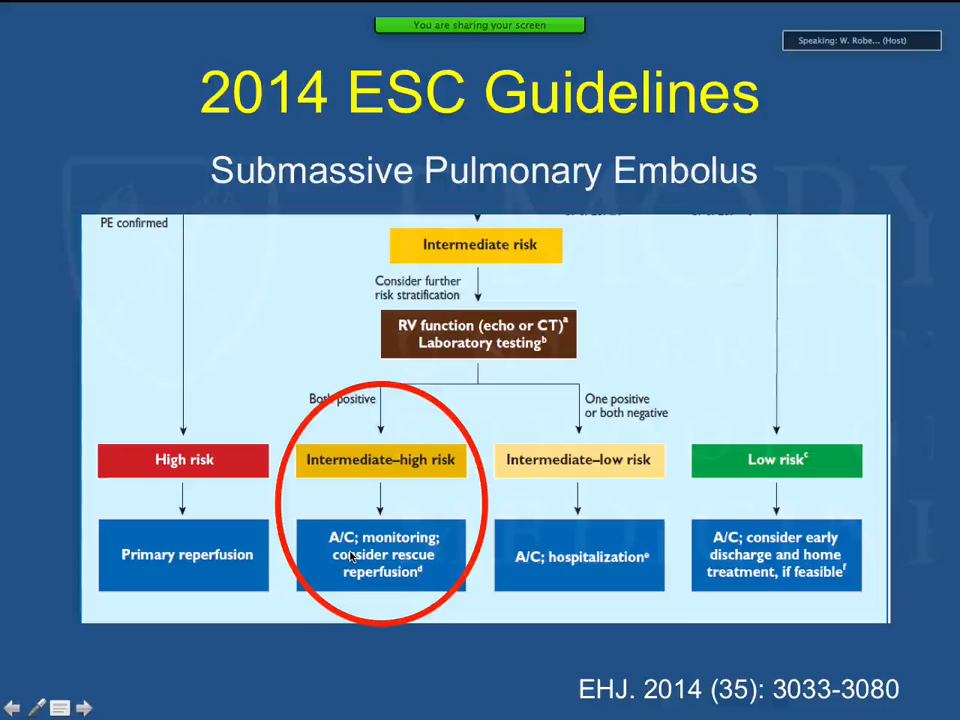 You are sharing your screen
Speaking: W. Robe... (Host)
2014 ESC Guidelines
Submassive Pulmonary Embolus
PE confirmed
Intermediate risk
Consider further
risk stratification
RV function (echo or CT)a
Laboratory testingb
Both positive
One positive
or both negative
High risk
Intermediate–high risk
Intermediate–low risk
Low riskc
Primary reperfusion
A/C; monitoring;
consider rescue
reperfusiond
A/C; hospitalizatione
A/C; consider early
discharge and home
treatment, if feasiblef
EHJ. 2014 (35): 3033-3080